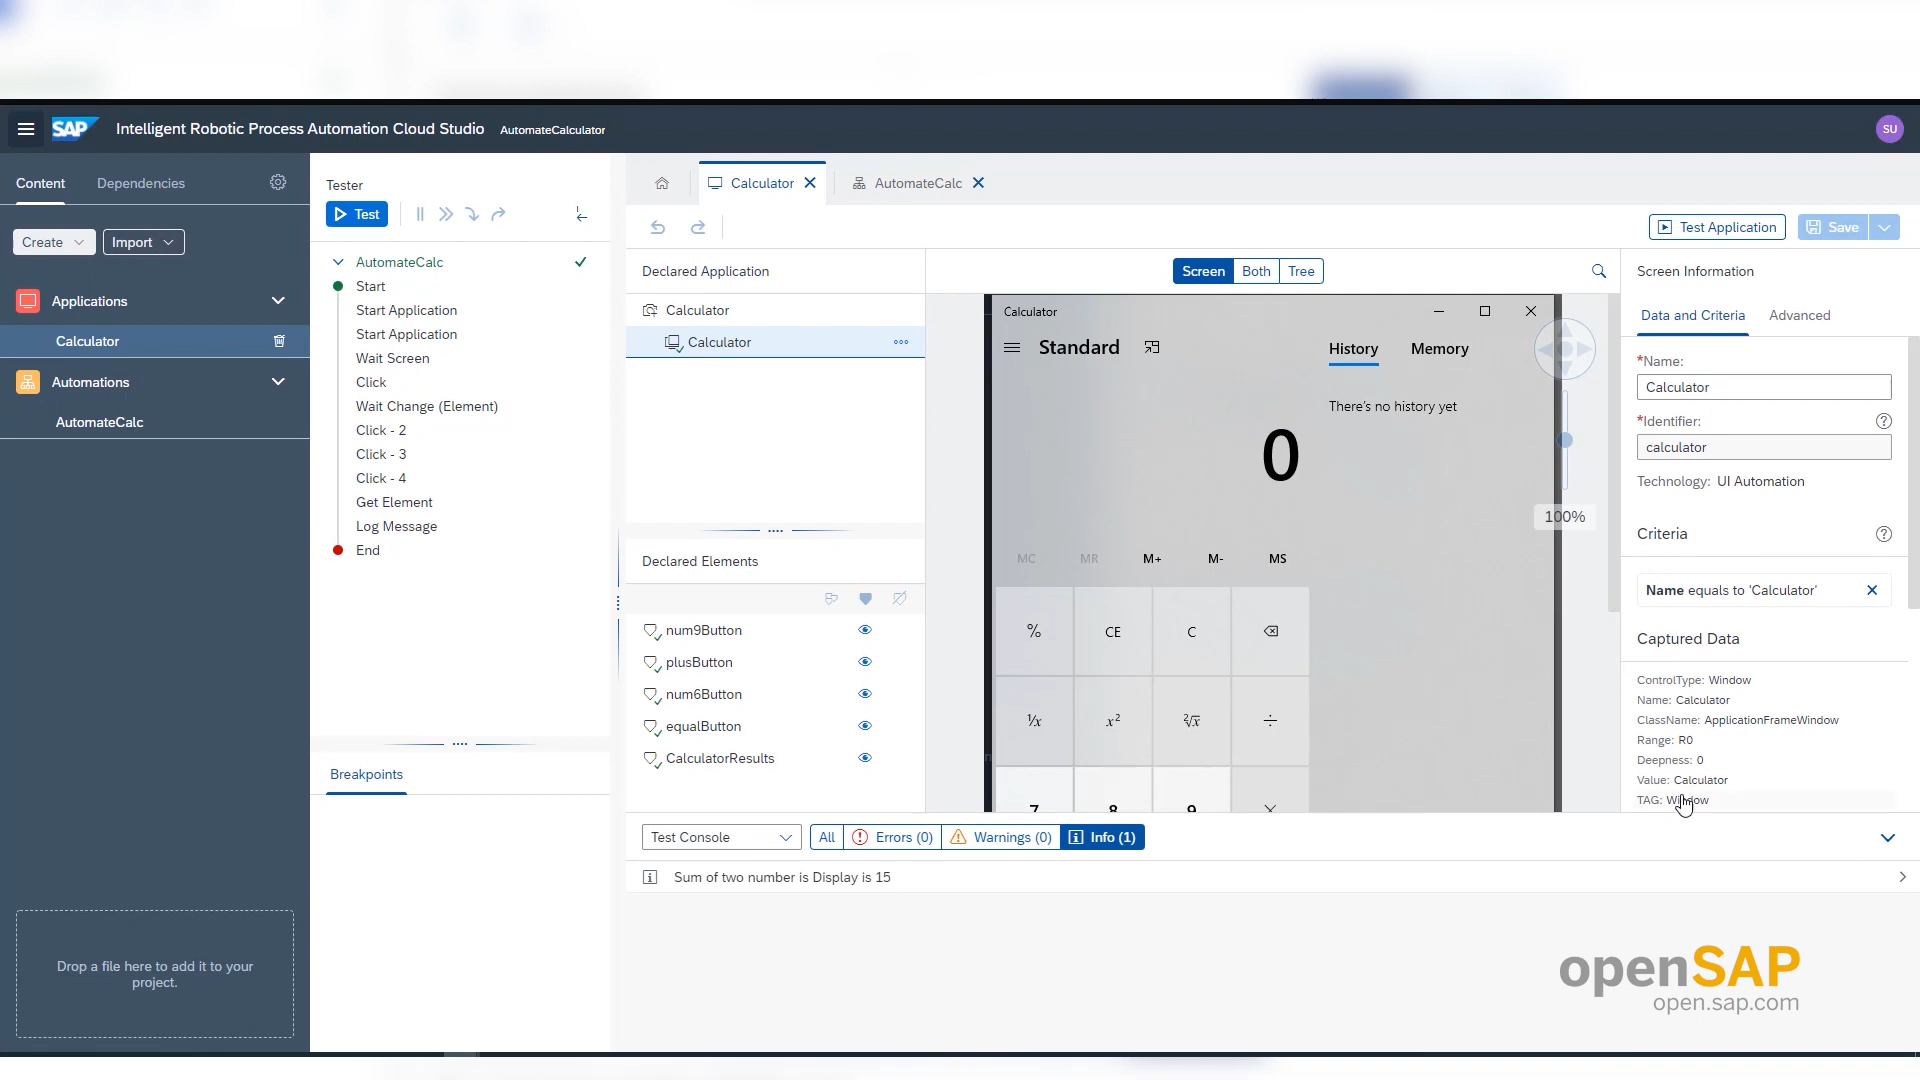 SAP Intelligent Robotic Process Automation Cloud Studio AutomateCalculator SU
Content Dependencies
Create Import
Applications
Calculator
Automations
AutomateCalc
Drop a file here to add it to your
project.
Tester
Test
AutomateCalc
Start
Start Application
Start Application
Wait Screen
Click
Wait Change (Element)
Click - 2
Click - 3
Click - 4
Get Element
Log Message
End
Breakpoints
Calculator AutomateCalc
Test Application Save
Declared Application
Calculator
Calculator
Declared Elements
num9Button
plusButton
num6Button
equalButton
CalculatorResults
Screen Both Tree
Calculator
Standard History Memory
There's no history yet
0
100%
MC MR M+ M- MS
% CE C
¹/x x² ²√x ÷
7 8 9 ×
Screen Information
Data and Criteria Advanced
*Name:
Calculator
*Identifier: ?
calculator
Technology: UI Automation
Criteria ?
Name equals to 'Calculator'
Captured Data
ControlType: Window
Name: Calculator
ClassName: ApplicationFrameWindow
Range: R0
Deepness: 0
Value: Calculator
TAG: Window
Test Console All Errors (0) Warnings (0) Info (1)
Sum of two number is Display is 15
openSAP
open.sap.com